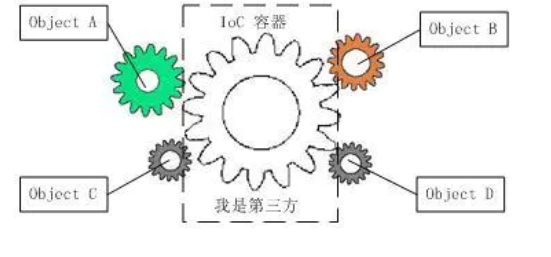 Object A
IoC 容器
Object B
Object C
我是第三方
Object D